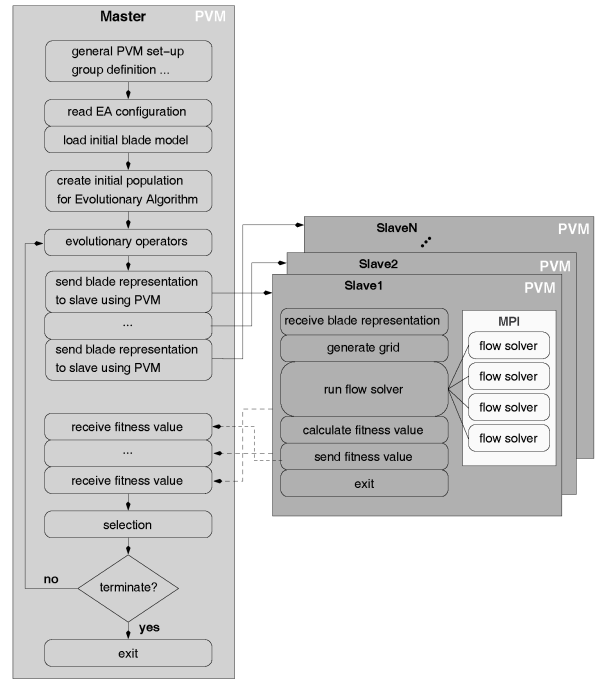 Master PVM
general PVM set-up
group definition ...
read EA configuration
load initial blade model
create initial population
for Evolutionary Algorithm
evolutionary operators
send blade representation
to slave using PVM
...
send blade representation
to slave using PVM
receive fitness value
...
receive fitness value
selection
terminate?
no
yes
exit
SlaveN PVM
Slave2 PVM
Slave1 PVM
receive blade representation
generate grid
run flow solver
calculate fitness value
send fitness value
exit
MPI
flow solver
flow solver
flow solver
flow solver